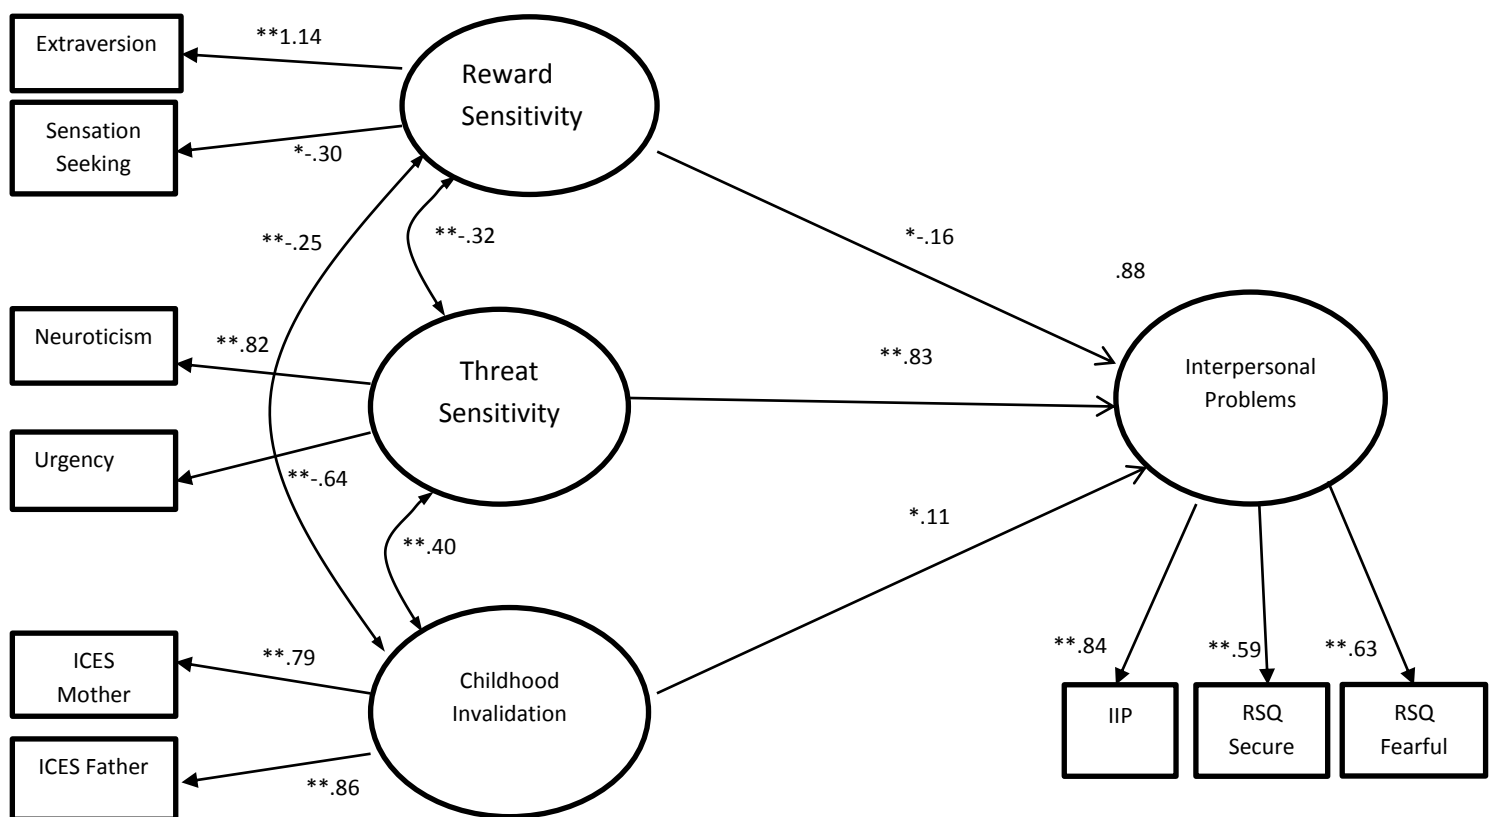 Extraversion
**1.14
Reward
Sensitivity
Sensation
Seeking
*-.30
**-.25
**-.32
*-.16
.88
Neuroticism
**.82
Threat
Sensitivity
**.83
Interpersonal
Problems
Urgency
**-.64
**.40
*.11
ICES
Mother
**.79
Childhood
Invalidation
**.84
**.59
**.63
ICES Father
**.86
IIP
RSQ
Secure
RSQ
Fearful